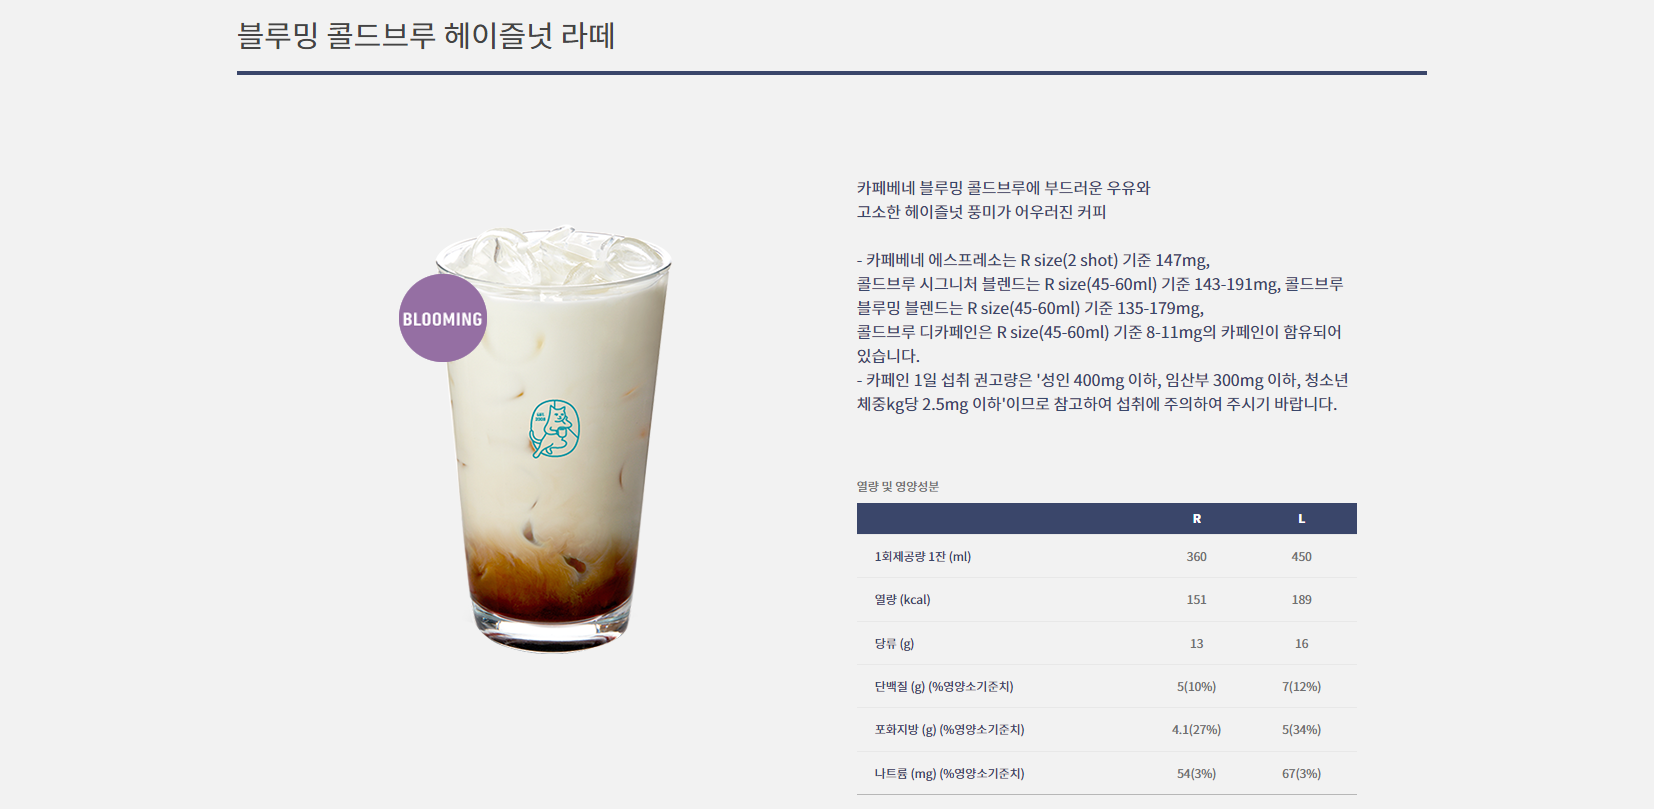 블루밍 콜드브루 헤이즐넛 라떼
카페베네 블루밍 콜드브루에 부드러운 우유와
고소한 헤이즐넛 풍미가 어우러진 커피
- 카페베네 에스프레소는 R size(2 shot) 기준 147mg,
콜드브루 시그니처 블렌드는 R size(45-60ml) 기준 143-191mg, 콜드브루
블루밍 블렌드는 R size(45-60ml) 기준 135-179mg,
콜드브루 디카페인은 R size(45-60ml) 기준 8-11mg의 카페인이 함유되어
있습니다.
- 카페인 1일 섭취 권고량은 '성인 400mg 이하, 임산부 300mg 이하, 청소년
체중kg당 2.5mg 이하'이므로 참고하여 섭취에 주의하여 주시기 바랍니다.
BLOOMING
열량 및 영양성분
R L
1회제공량 1잔 (ml) 360 450
열량 (kcal) 151 189
당류 (g) 13 16
단백질 (g) (%영양소기준치) 5(10%) 7(12%)
포화지방 (g) (%영양소기준치) 4.1(27%) 5(34%)
나트륨 (mg) (%영양소기준치) 54(3%) 67(3%)